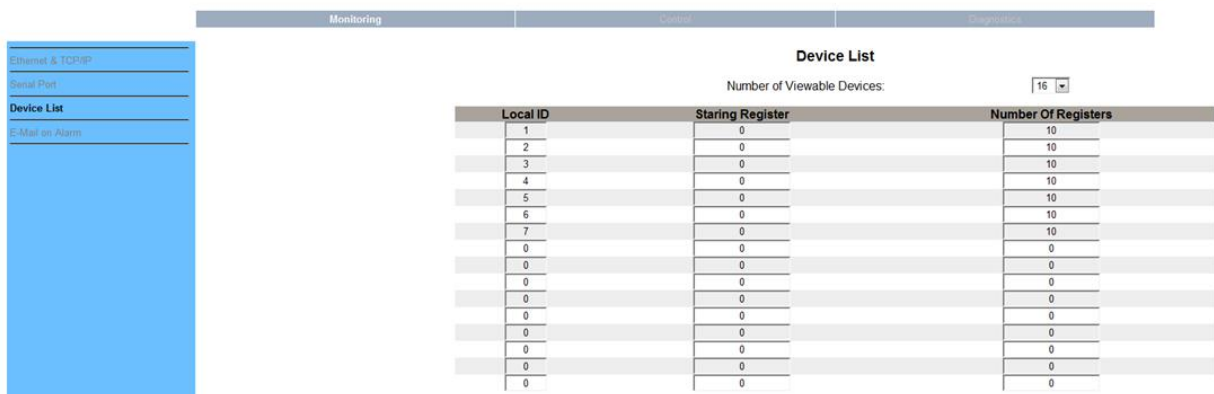 Monitoring Control Diagnostics
Ethernet & TCP/IP
Serial Port
Device List
E-Mail on Alarm
Device List
Number of Viewable Devices: 16
Local ID Staring Register Number Of Registers
1 0 10
2 0 10
3 0 10
4 0 10
5 0 10
6 0 10
7 0 10
0 0 0
0 0 0
0 0 0
0 0 0
0 0 0
0 0 0
0 0 0
0 0 0
0 0 0